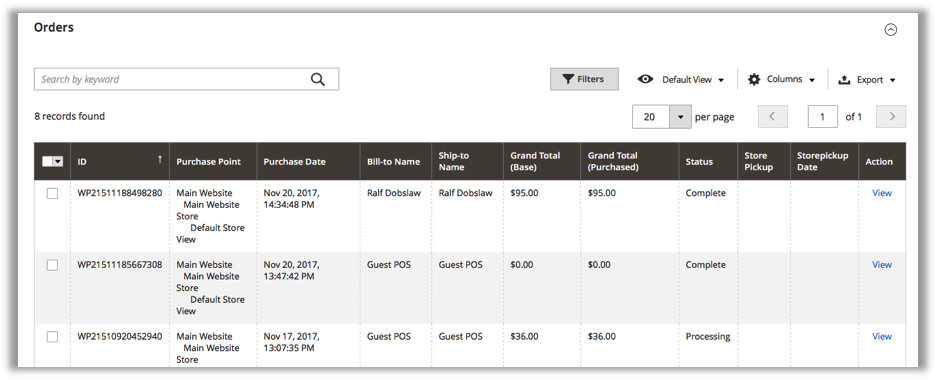 Orders
Search by keyword
Filters Default View Columns Export
8 records found 20 per page 1 of 1
ID ↑ Purchase Point Purchase Date Bill-to Name Ship-to Name Grand Total (Base) Grand Total (Purchased) Status Store Pickup Storepickup Date Action
WP21511188498280 Main Website Nov 20, 2017, Ralf Dobslaw Ralf Dobslaw $95.00 $95.00 Complete View
Main Website 14:34:48 PM
Store
Default Store
View
WP21511185667308 Main Website Nov 20, 2017, Guest POS Guest POS $0.00 $0.00 Complete View
Main Website 13:47:42 PM
Store
Default Store
View
WP21510920452940 Main Website Nov 17, 2017, Guest POS Guest POS $36.00 $36.00 Processing View
Main Website 13:07:35 PM
Store